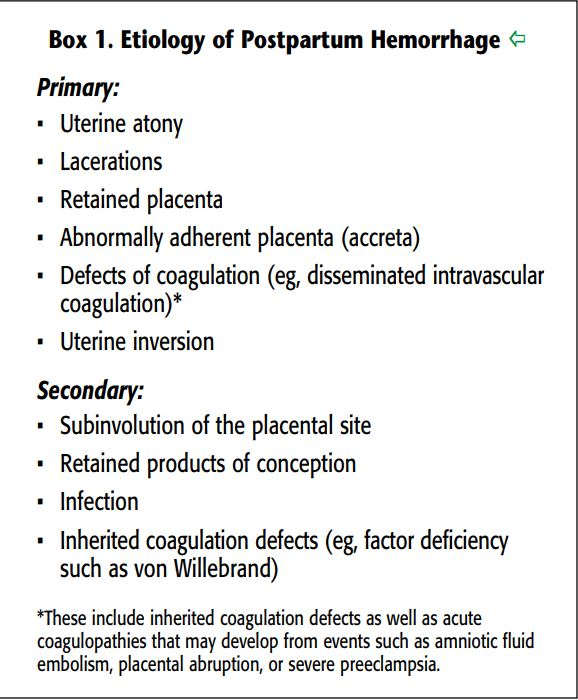 Box 1. Etiology of Postpartum Hemorrhage ⇦
Primary:
▪ Uterine atony
▪ Lacerations
▪ Retained placenta
▪ Abnormally adherent placenta (accreta)
▪ Defects of coagulation (eg, disseminated intravascular
coagulation)*
▪ Uterine inversion
Secondary:
▪ Subinvolution of the placental site
▪ Retained products of conception
▪ Infection
▪ Inherited coagulation defects (eg, factor deficiency
such as von Willebrand)
*These include inherited coagulation defects as well as acute
coagulopathies that may develop from events such as amniotic fluid
embolism, placental abruption, or severe preeclampsia.